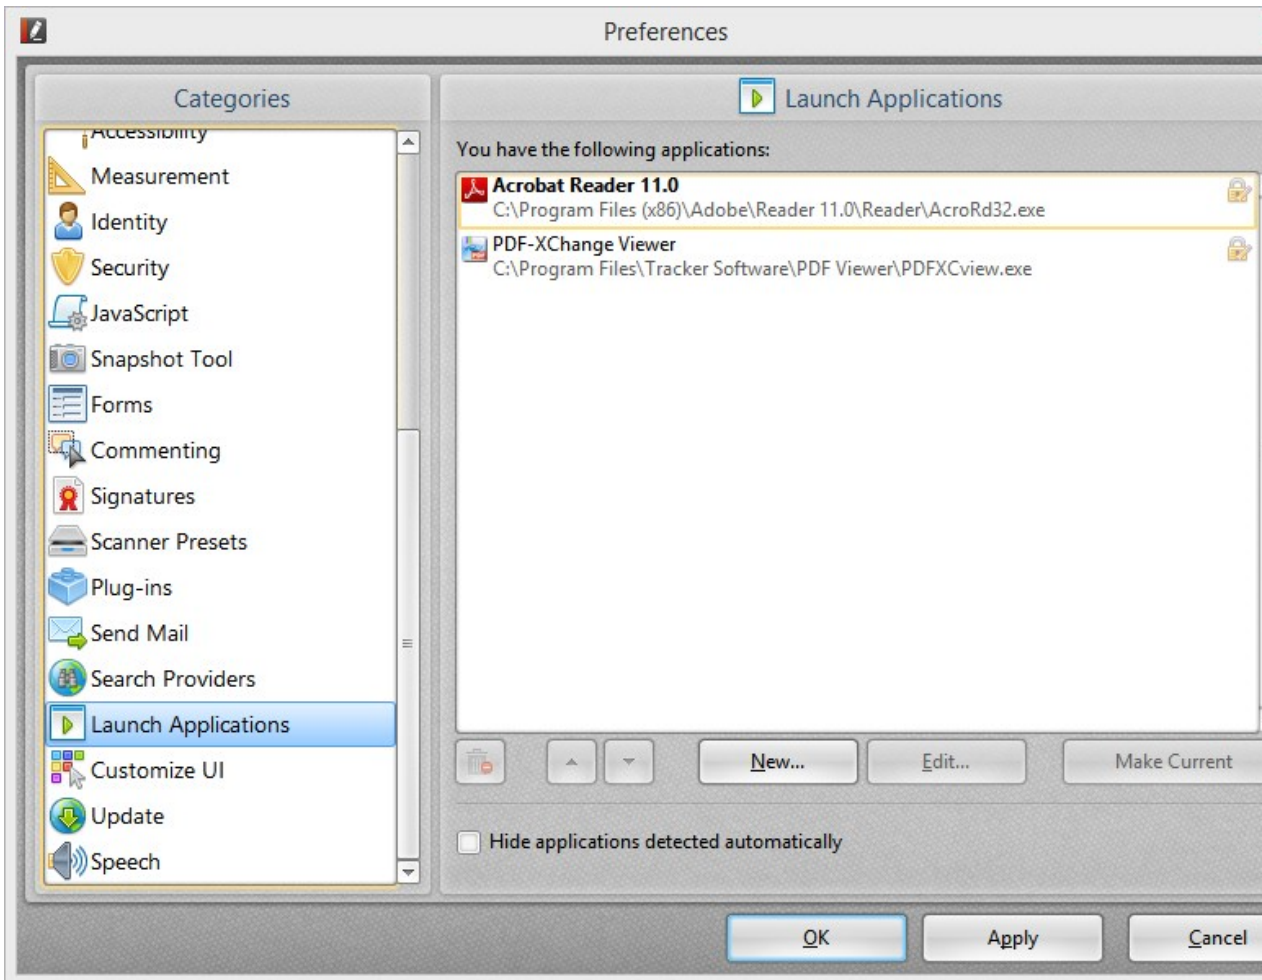 Preferences
Categories
Accessibility
Measurement
Identity
Security
JavaScript
Snapshot Tool
Forms
Commenting
Signatures
Scanner Presets
Plug-ins
Send Mail
Search Providers
Launch Applications
Customize UI
Update
Speech
Launch Applications
You have the following applications:
Acrobat Reader 11.0
C:\Program Files (x86)\Adobe\Reader 11.0\Reader\AcroRd32.exe
PDF-XChange Viewer
C:\Program Files\Tracker Software\PDF Viewer\PDFXCview.exe
New... Edit... Make Current
Hide applications detected automatically
OK Apply Cancel